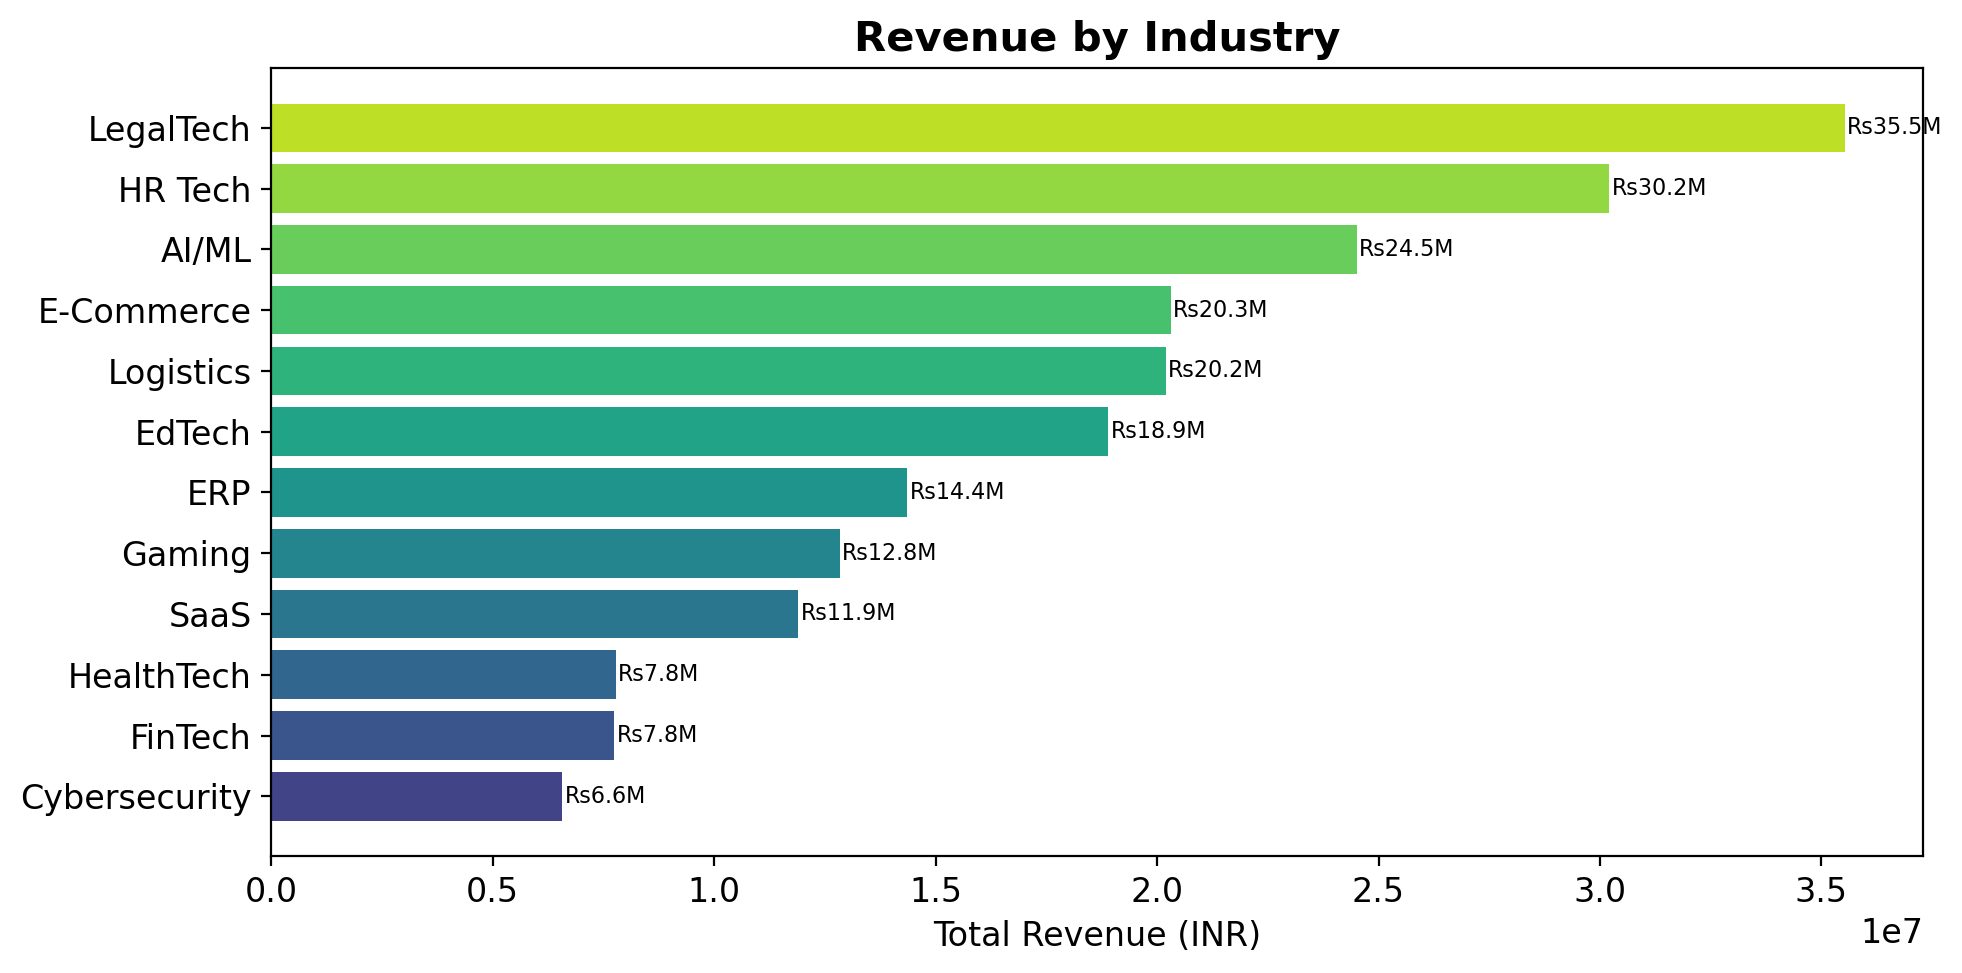 Revenue by Industry
LegalTech Rs35.5M
HR Tech Rs30.2M
AI/ML Rs24.5M
E-Commerce Rs20.3M
Logistics Rs20.2M
EdTech Rs18.9M
ERP Rs14.4M
Gaming Rs12.8M
SaaS Rs11.9M
HealthTech Rs7.8M
FinTech Rs7.8M
Cybersecurity Rs6.6M
0.0 0.5 1.0 1.5 2.0 2.5 3.0 3.5
1e7
Total Revenue (INR)